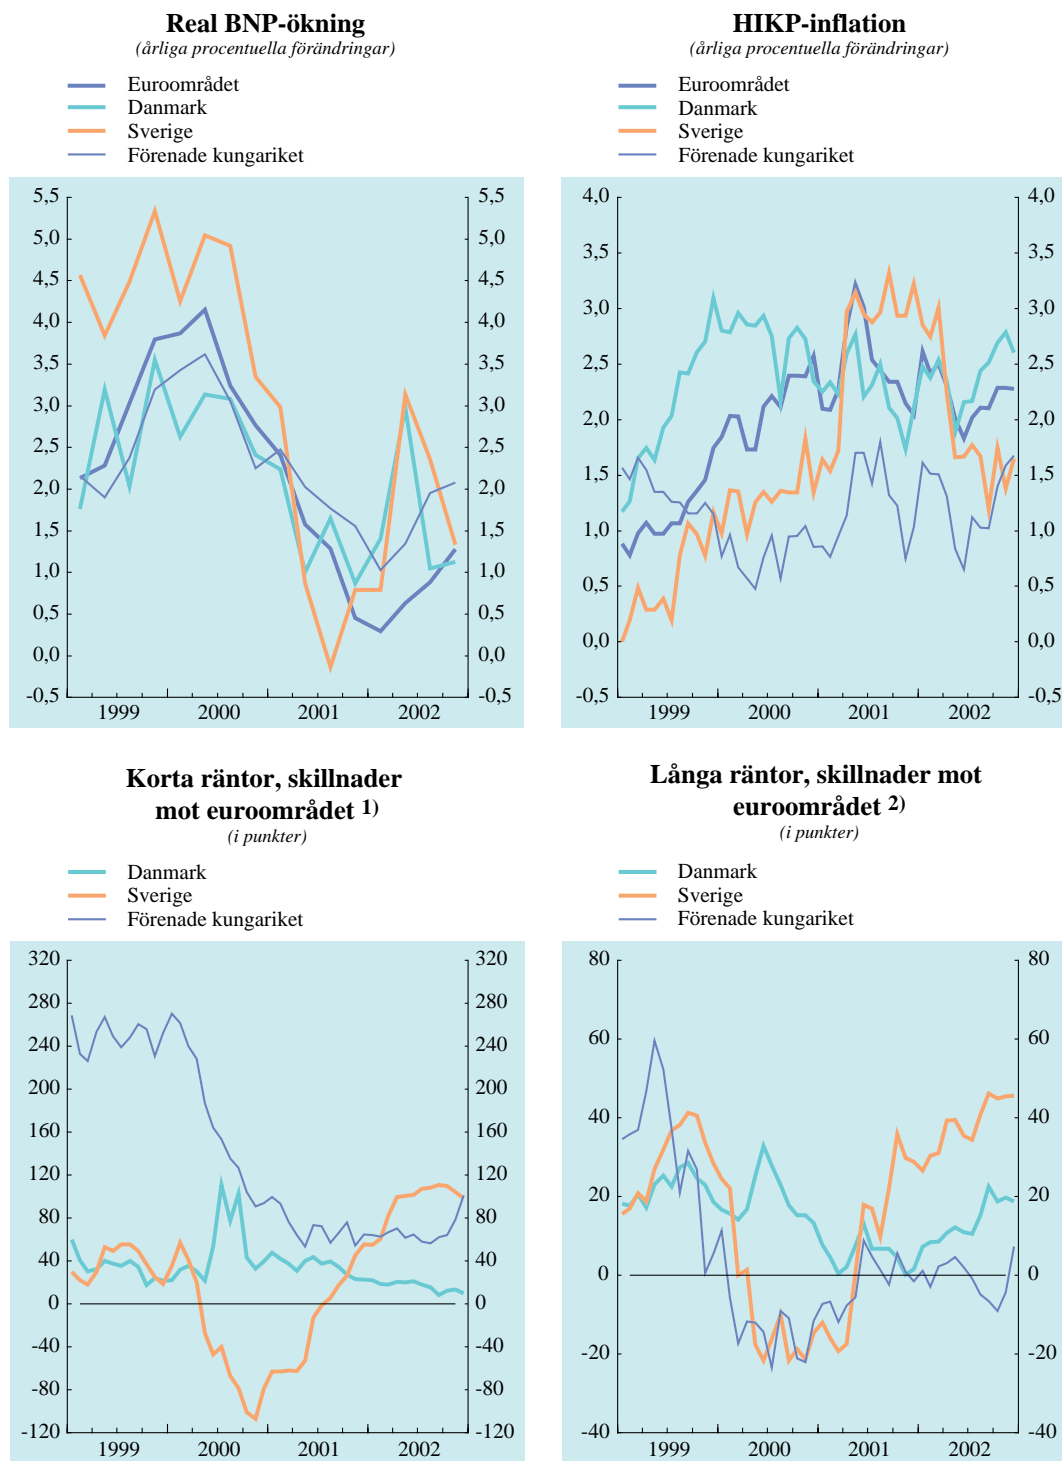 Real BNP-ökning
(årliga procentuella förändringar)
Euroområdet
Danmark
Sverige
Förenade kungariket
5,5 5,5
5,0 5,0
4,5 4,5
4,0 4,0
3,5 3,5
3,0 3,0
2,5 2,5
2,0 2,0
1,5 1,5
1,0 1,0
0,5 0,5
0,0 0,0
-0,5 -0,5
1999 2000 2001 2002
HIKP-inflation
(årliga procentuella förändringar)
Euroområdet
Danmark
Sverige
Förenade kungariket
4,0 4,0
3,5 3,5
3,0 3,0
2,5 2,5
2,0 2,0
1,5 1,5
1,0 1,0
0,5 0,5
0,0 0,0
-0,5 -0,5
1999 2000 2001 2002
Korta räntor, skillnader
mot euroområdet 1)
(i punkter)
Danmark
Sverige
Förenade kungariket
320 320
280 280
240 240
200 200
160 160
120 120
80 80
40 40
0 0
-40 -40
-80 -80
-120 -120
1999 2000 2001 2002
Långa räntor, skillnader mot
euroområdet 2)
(i punkter)
Danmark
Sverige
Förenade kungariket
80 80
60 60
40 40
20 20
0 0
-20 -20
-40 -40
1999 2000 2001 2002